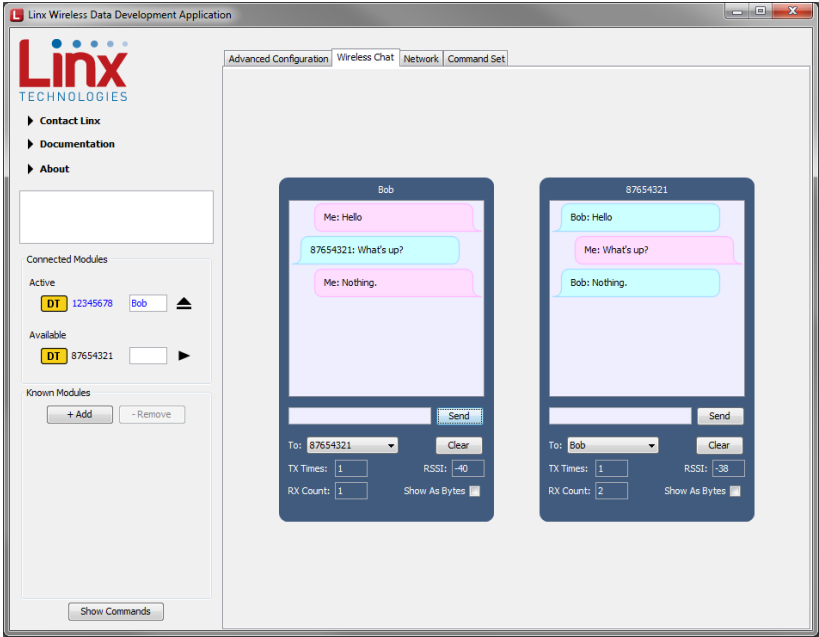 Linx Wireless Data Development Application
Linx
TECHNOLOGIES
Contact Linx
Documentation
About
Connected Modules
Active
DT 12345678 Bob
Available
DT 87654321
Known Modules
+ Add - Remove
Show Commands
Advanced Configuration Wireless Chat Network Command Set
Bob
Me: Hello
87654321: What's up?
Me: Nothing.
Send
To: 87654321 Clear
TX Times: 1 RSSI: -40
RX Count: 1 Show As Bytes
87654321
Bob: Hello
Me: What's up?
Bob: Nothing.
Send
To: Bob Clear
TX Times: 1 RSSI: -38
RX Count: 2 Show As Bytes